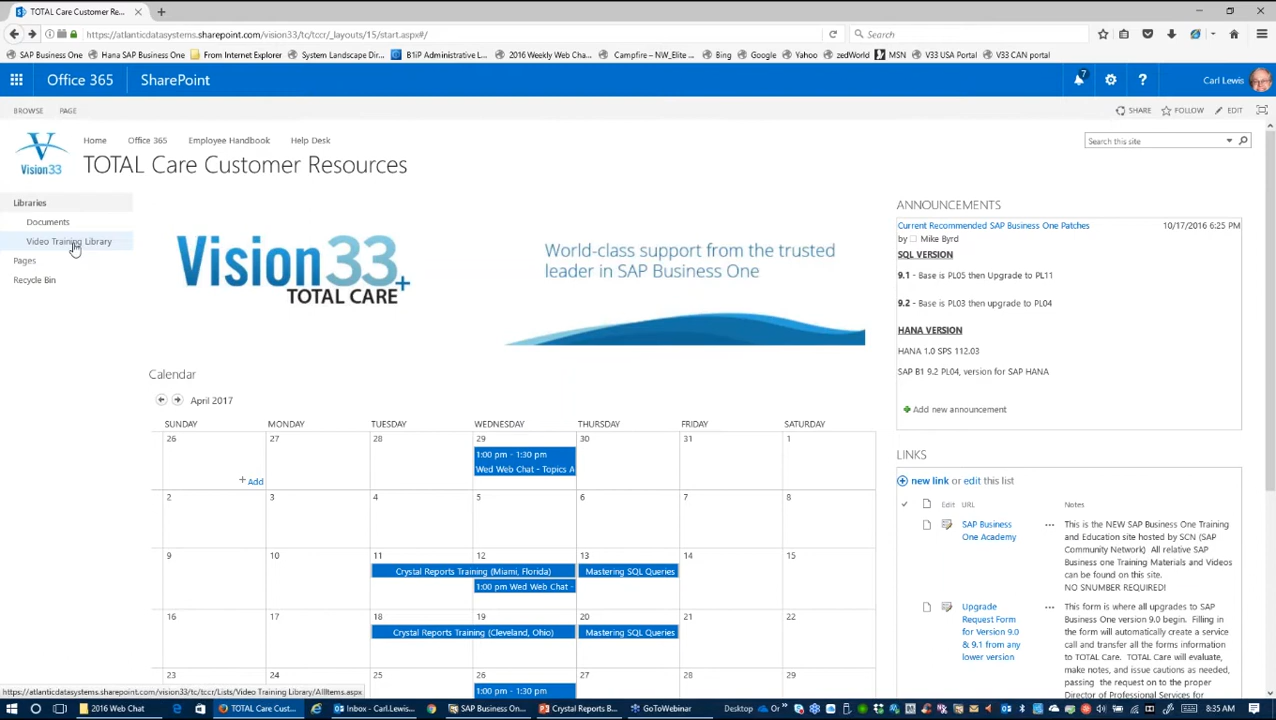 TOTAL Care Customer Re...
https://atlanticdatasystems.sharepoint.com/vision33/tc/tccr/_layouts/15/start.aspx#/
Search
SAP Business One
Hana SAP Business One
From Internet Explorer
System Landscape Dir...
B1iP Administrative L...
2016 Weekly Web Cha...
Campfire — NW_Elite ...
Bing
Google
Yahoo
zedWorld
MSN
V33 USA Portal
V33 CAN portal
Office 365
SharePoint
7
?
Carl Lewis
BROWSE
PAGE
SHARE
FOLLOW
EDIT
Vision33
Home
Office 365
Employee Handbook
Help Desk
Search this site
TOTAL Care Customer Resources
Libraries
Documents
Video Training Library
Pages
Recycle Bin
Vision33+
TOTAL CARE
World-class support from the trusted
leader in SAP Business One
Calendar
April 2017
SUNDAY MONDAY TUESDAY WEDNESDAY THURSDAY FRIDAY SATURDAY
26 27 28 29 30 31 1
1:00 pm - 1:30 pm
Wed Web Chat - Topics A
+ Add
2 3 4 5 6 7 8
9 10 11 12 13 14 15
Crystal Reports Training (Miami, Florida)
Mastering SQL Queries
1:00 pm Wed Web Chat -
16 17 18 19 20 21 22
Crystal Reports Training (Cleveland, Ohio)
Mastering SQL Queries
23 24 25 26 27 28 29
1:00 pm - 1:30 pm
ANNOUNCEMENTS
Current Recommended SAP Business One Patches
10/17/2016 6:25 PM
by Mike Byrd
SQL VERSION
9.1 - Base is PL05 then Upgrade to PL11
9.2 - Base is PL03 then upgrade to PL04
HANA VERSION
HANA 1.0 SPS 112.03
SAP B1 9.2 PL04, version for SAP HANA
Add new announcement
LINKS
new link or edit this list
Edit URL Notes
SAP Business
One Academy
...
This is the NEW SAP Business One Training
and Education site hosted by SCN (SAP
Community Network) All relative SAP
Business one Training Materials and Videos
can be found on this site.
NO SNUMBER REQUIRED!
Upgrade
Request Form
for Version 9.0
& 9.1 from any
lower version
...
This form is where all upgrades to SAP
Business One version 9.0 begin. Filling in
the form will automatically create a service
call and transfer all the forms information
to TOTAL Care. TOTAL Care will evaluate,
make notes, and issue cautions as needed,
passing the request on to the proper
Director of Professional Services for
https://atlanticdatasystems.sharepoint.com/vision33/tc/tccr/Lists/Video Training Library/AllItems.aspx
2016 Web Chat
TOTAL Care Cust...
Inbox - Carl.Lewis...
SAP Business One...
Crystal Reports B...
GoToWebinar
Desktop
Or
8:35 AM